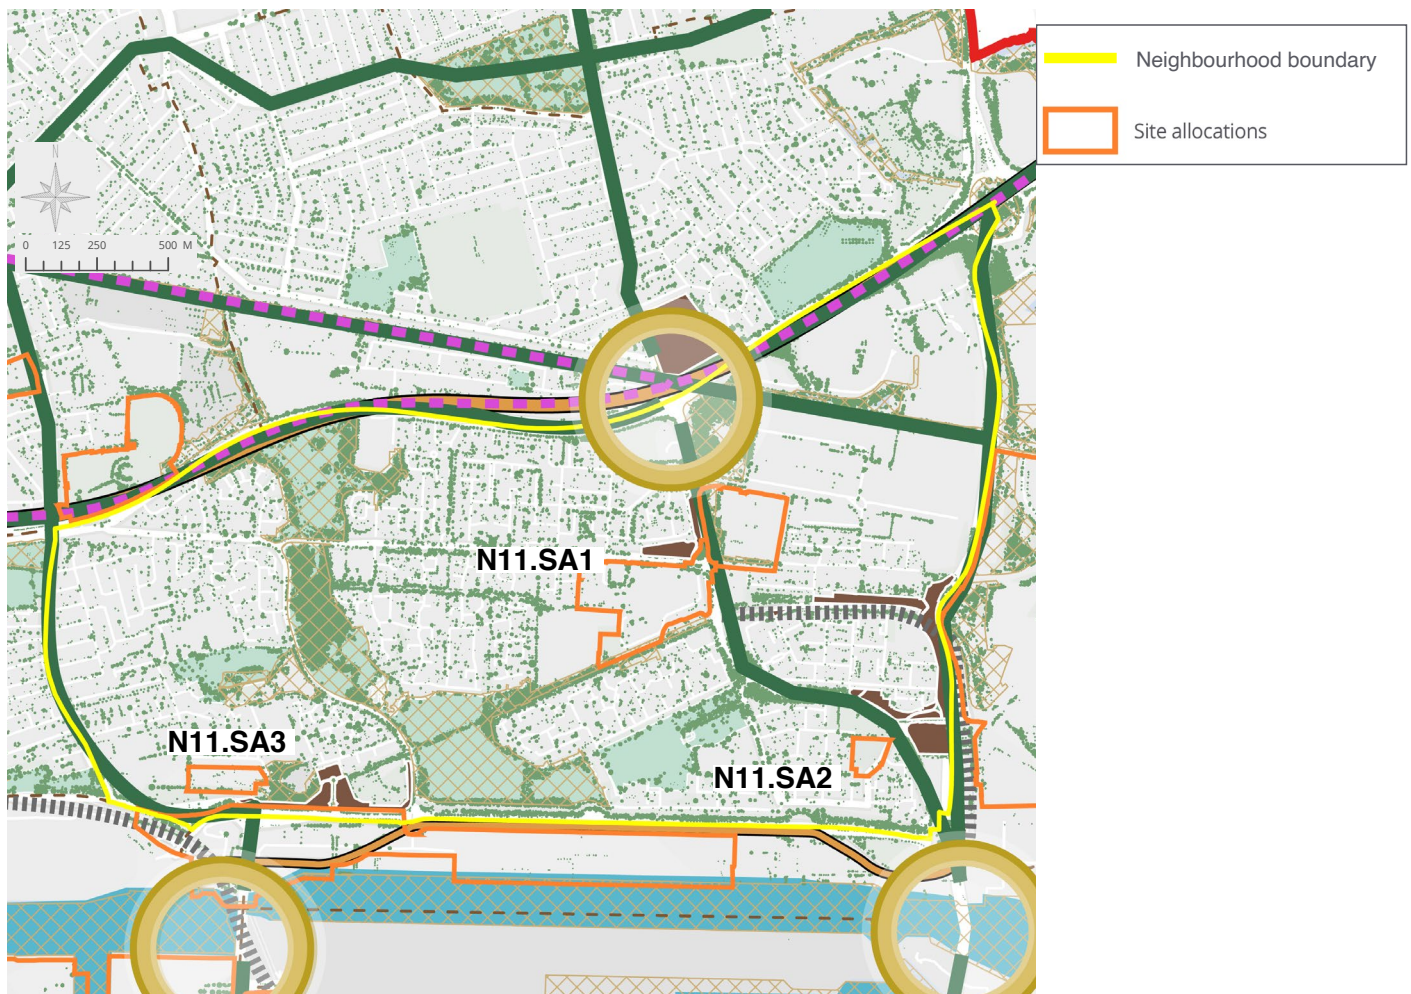 Neighbourhood boundary
Site allocations
N
0 125 250 500 M
N11.SA1
N11.SA3
N11.SA2